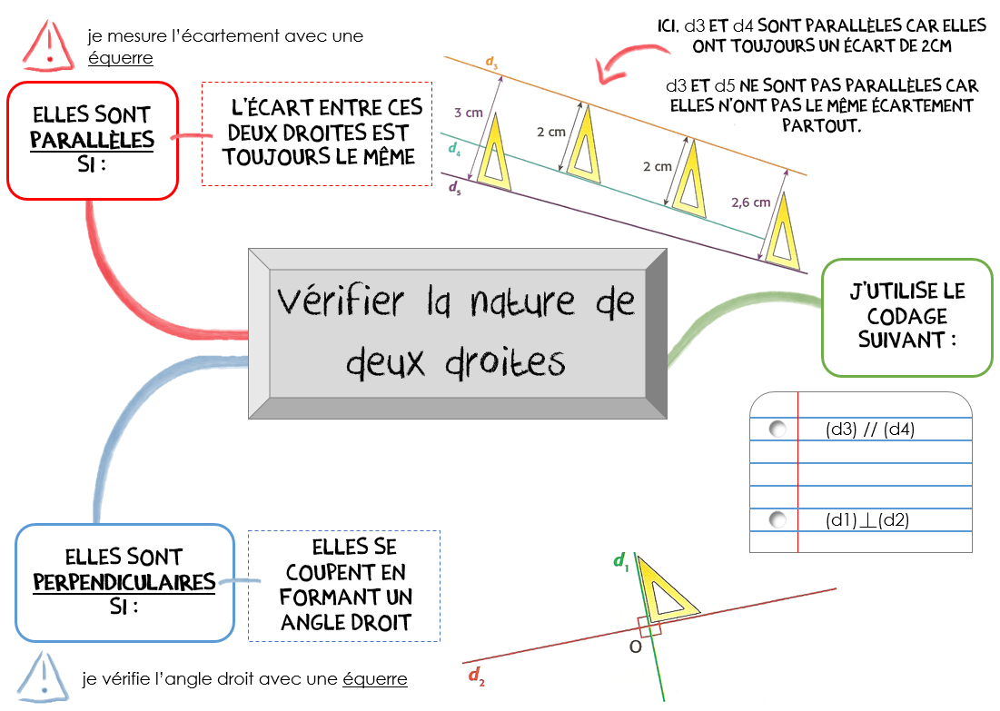 je mesure l'écartement avec une
équerre
ELLES SONT
PARALLÈLES
SI :
L'ÉCART ENTRE CES
DEUX DROITES EST
TOUJOURS LE MÊME
ICI, d3 ET d4 SONT PARALLÈLES CAR ELLES
ONT TOUJOURS UN ÉCART DE 2CM
d3 ET d5 NE SONT PAS PARALLÈLES CAR
ELLES N'ONT PAS LE MÊME ÉCARTEMENT
PARTOUT.
d3
3 cm
2 cm
d4
2 cm
d5
2,6 cm
Vérifier la nature de
deux droites
J'UTILISE LE
CODAGE
SUIVANT :
(d3) // (d4)
(d1)⊥(d2)
ELLES SONT
PERPENDICULAIRES
SI :
ELLES SE
COUPENT EN
FORMANT UN
ANGLE DROIT
je vérifie l'angle droit avec une équerre
d1
O
d2